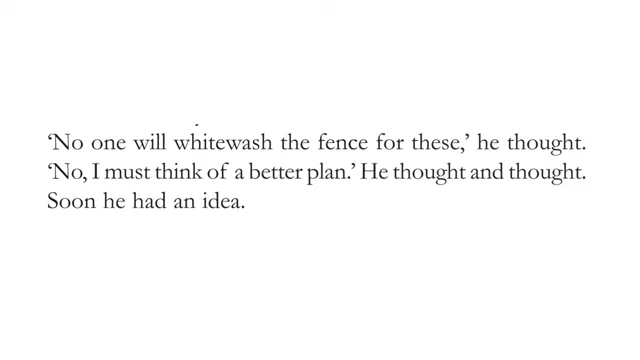 ‘No one will whitewash the fence for these,’ he thought.
‘No, I must think of a better plan.’ He thought and thought.
Soon he had an idea.